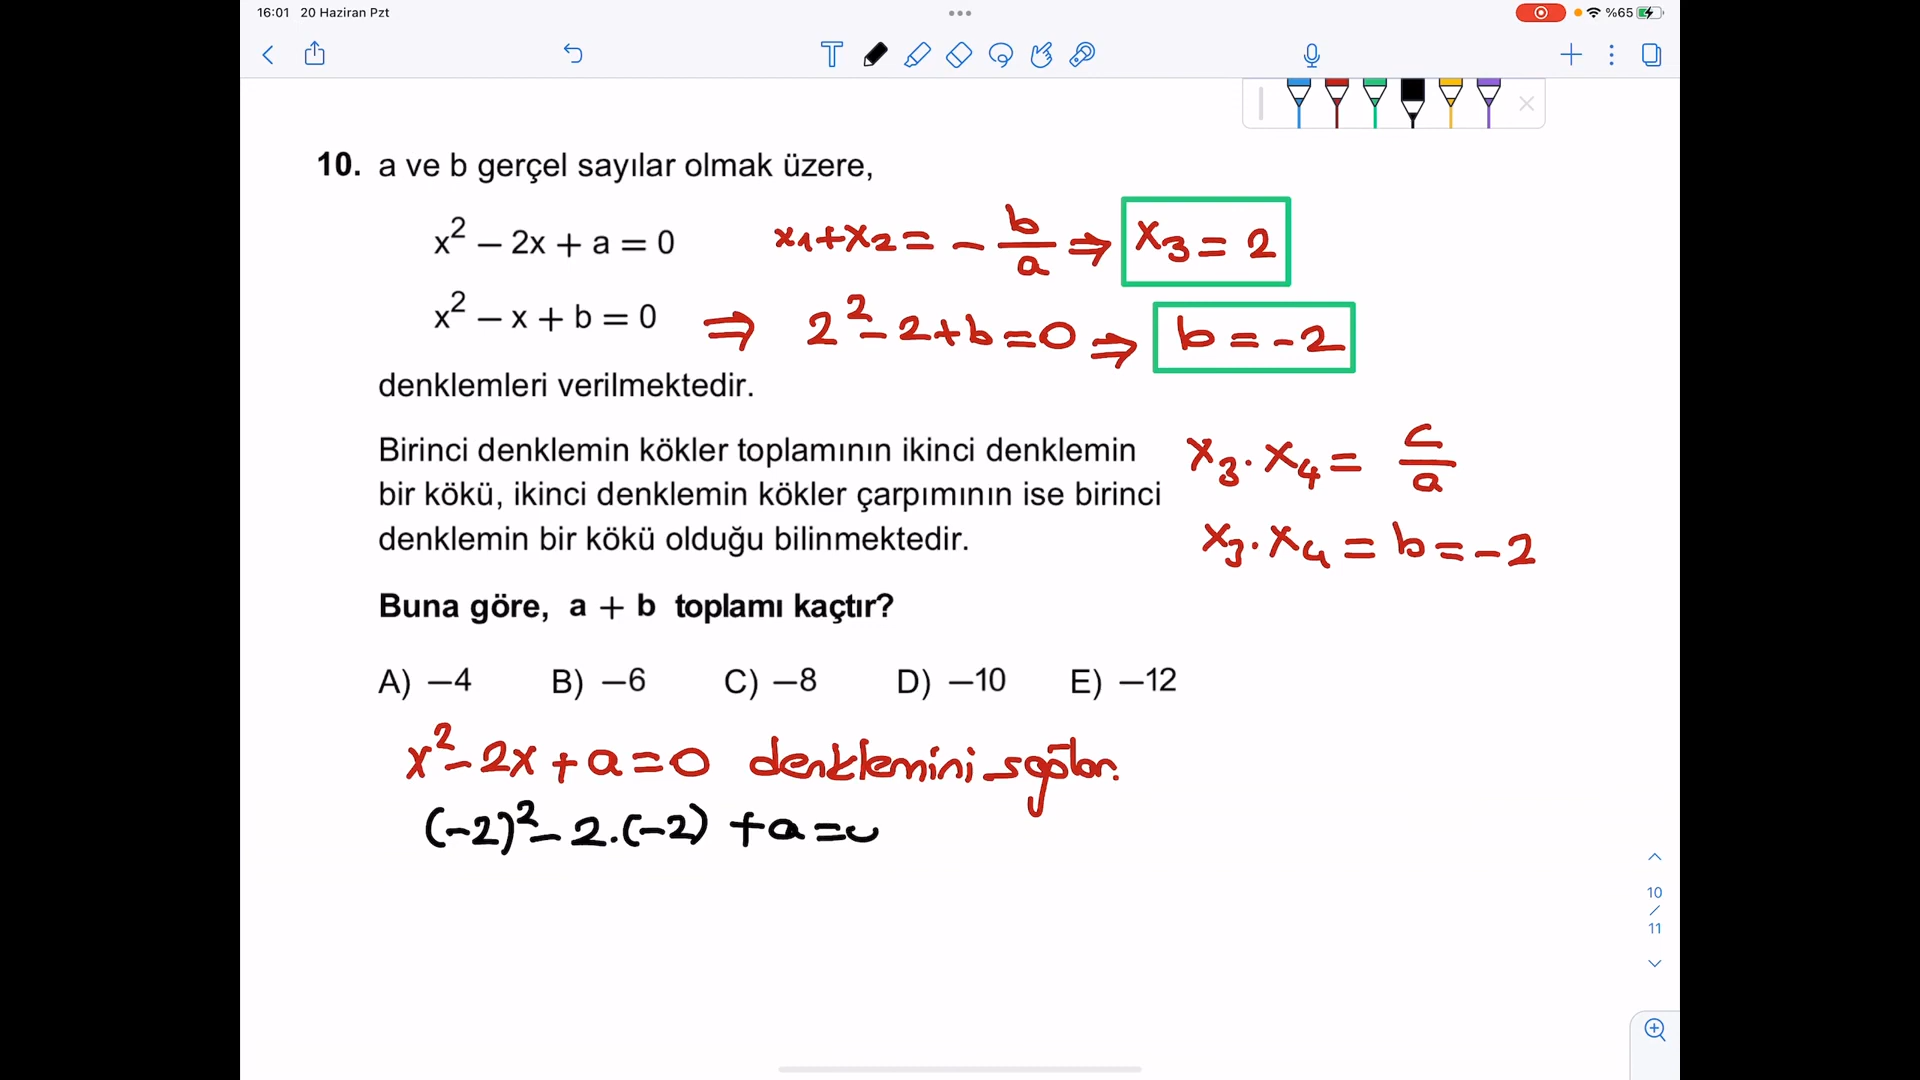 16:01 20 Haziran Pzt
%65
10. a ve b gerçel sayılar olmak üzere,
x² − 2x + a = 0
x1+x2 = - b/a ⇒ x3 = 2
x² − x + b = 0
⇒ 2² - 2 + b = 0 ⇒ b = -2
denklemleri verilmektedir.
Birinci denklemin kökler toplamının ikinci denklemin
bir kökü, ikinci denklemin kökler çarpımının ise birinci
denklemin bir kökü olduğu bilinmektedir.
x3 . x4 = c/a
x3 . x4 = b = -2
Buna göre, a + b toplamı kaçtır?
A) −4 B) −6 C) −8 D) −10 E) −12
x² - 2x + a = 0 denklemini sağlar.
(-2)² - 2.(-2) + a =
10
/
11